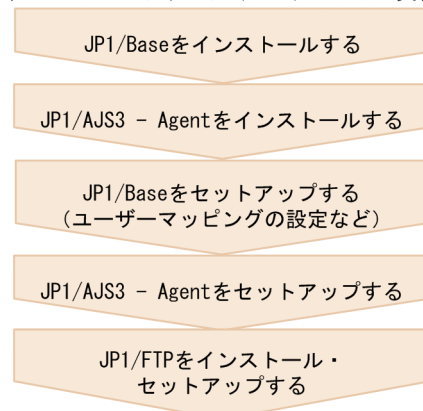 JP1/Baseをインストールする
JP1/AJS3 - Agentをインストールする
JP1/Baseをセットアップする
（ユーザーマッピングの設定など）
JP1/AJS3 - Agentをセットアップする
JP1/FTPをインストール・
セットアップする